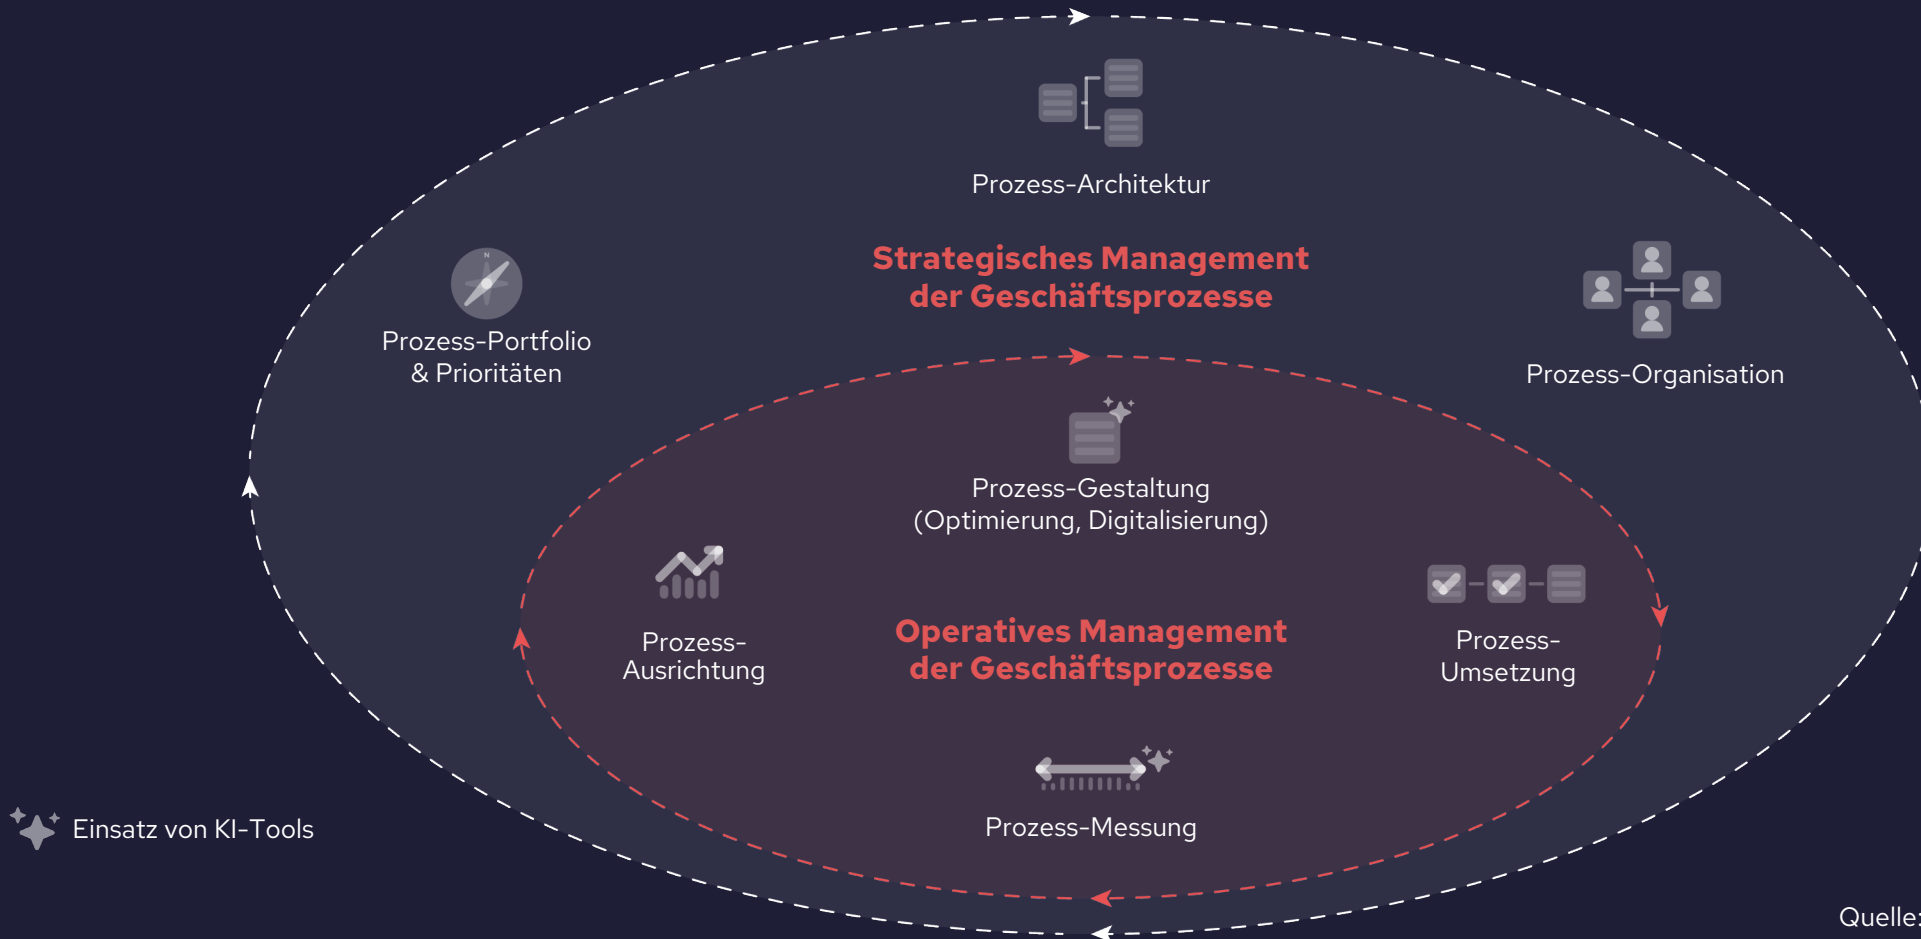 Prozess-Architektur
Strategisches Management
der Geschäftsprozesse
N
Prozess-Portfolio
& Prioritäten
Prozess-Organisation
Prozess-Gestaltung
(Optimierung, Digitalisierung)
Prozess-
Ausrichtung
Operatives Management
der Geschäftsprozesse
Prozess-
Umsetzung
Prozess-Messung
Einsatz von KI-Tools
Quelle: